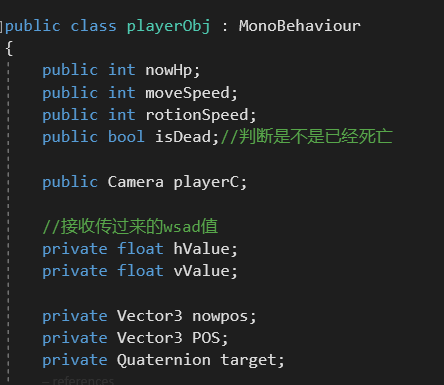 public class playerObj : MonoBehaviour
{
public int nowHp;
public int moveSpeed;
public int rotionSpeed;
public bool isDead;//判断是不是已经死亡
public Camera playerC;
//接收传过来的wsad值
private float hValue;
private float vValue;
private Vector3 nowpos;
private Vector3 POS;
private Quaternion target;
– references